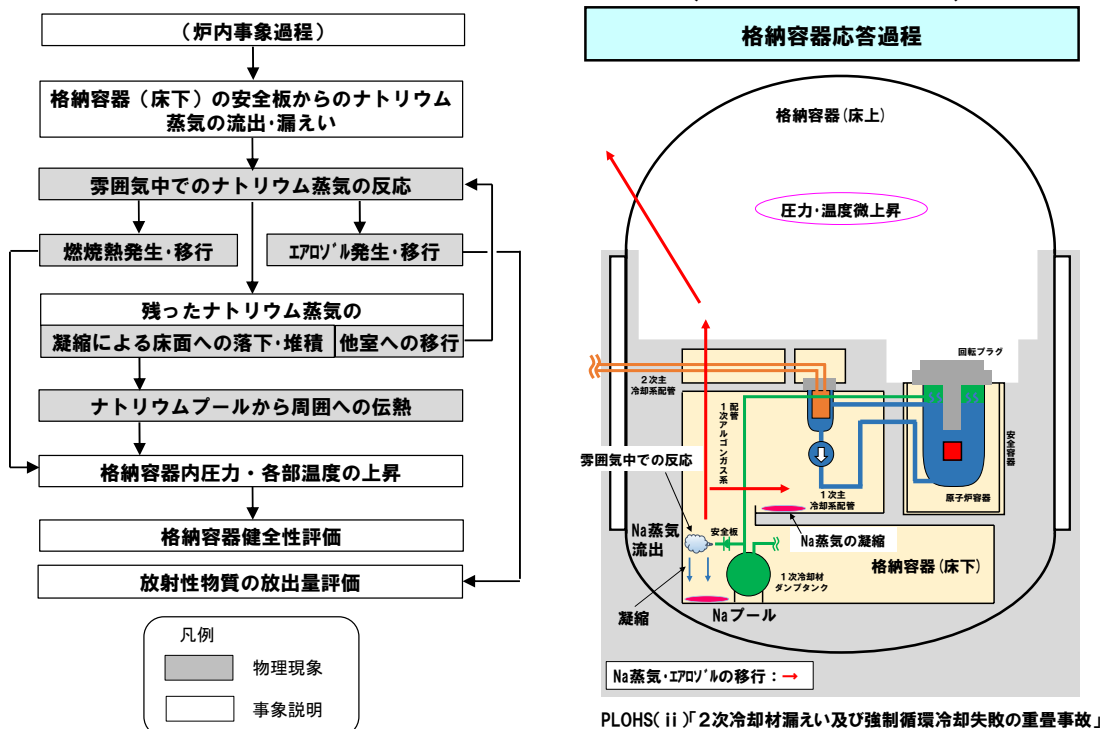 (炉内事象過程)
格納容器(床下)の安全板からのナトリウム
蒸気の流出・漏えい
雰囲気中でのナトリウム蒸気の反応
燃焼熱発生・移行
エアロゾル発生・移行
残ったナトリウム蒸気の
凝縮による床面への落下・堆積
他室への移行
ナトリウムプールから周囲への伝熱
格納容器内圧力・各部温度の上昇
格納容器健全性評価
放射性物質の放出量評価
凡例
物理現象
事象説明
格納容器応答過程
格納容器(床上)
圧力・温度微上昇
回転プラグ
2次主
冷却系配管
1次アルゴンガス系
配管
安全容器
雰囲気中での反応
原子炉容器
1次主
冷却系配管
Na蒸気
流出
安全板
Na蒸気の凝縮
格納容器(床下)
1次冷却材
ダンプタンク
凝縮
Naプール
Na蒸気・エアロゾルの移行:→
PLOHS(ii)「2次冷却材漏えい及び強制循環冷却失敗の重畳事故」